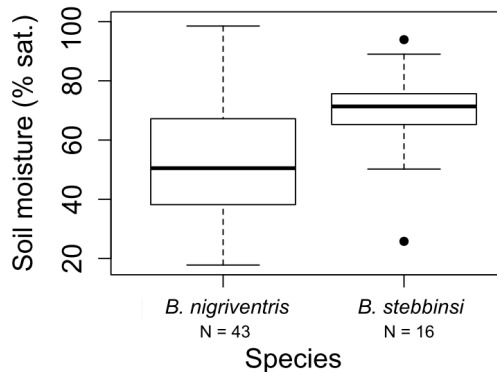 Soil moisture (% sat.)
100
80
60
40
20
B. nigriventris
B. stebbinsi
N = 43
N = 16
Species